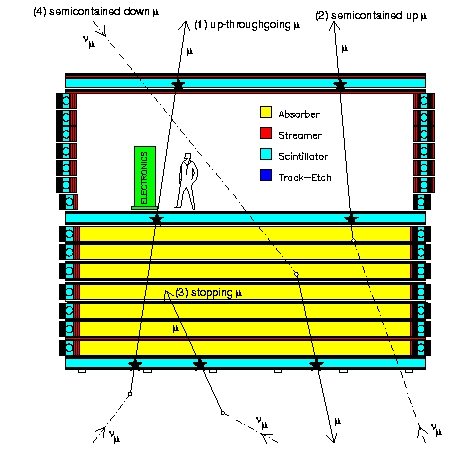 (4) semicontained down μ
(1) up-throughgoing μ
(2) semicontained up μ
νμ
μ
μ
Absorber
Streamer
Scintillator
Track-Etch
ELECTRONICS
(3) stopping μ
μ
μ
νμ
νμ
νμ